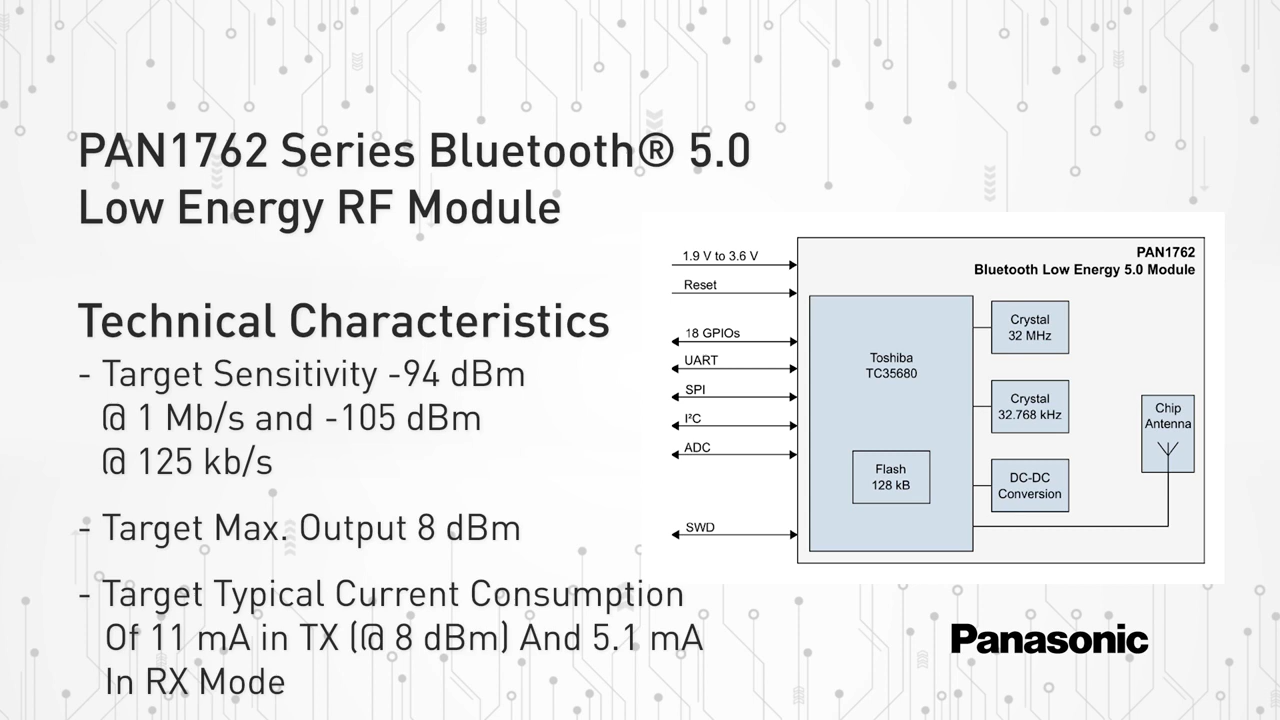 PAN1762 Series Bluetooth® 5.0
Low Energy RF Module
Technical Characteristics
- Target Sensitivity -94 dBm
@ 1 Mb/s and -105 dBm
@ 125 kb/s
- Target Max. Output 8 dBm
- Target Typical Current Consumption
Of 11 mA in TX (@ 8 dBm) And 5.1 mA
In RX Mode
PAN1762
Bluetooth Low Energy 5.0 Module
1.9 V to 3.6 V
Reset
18 GPIOs
UART
SPI
I²C
ADC
SWD
Toshiba
TC35680
Flash
128 kB
Crystal
32 MHz
Crystal
32.768 kHz
DC-DC
Conversion
Chip
Antenna
Panasonic